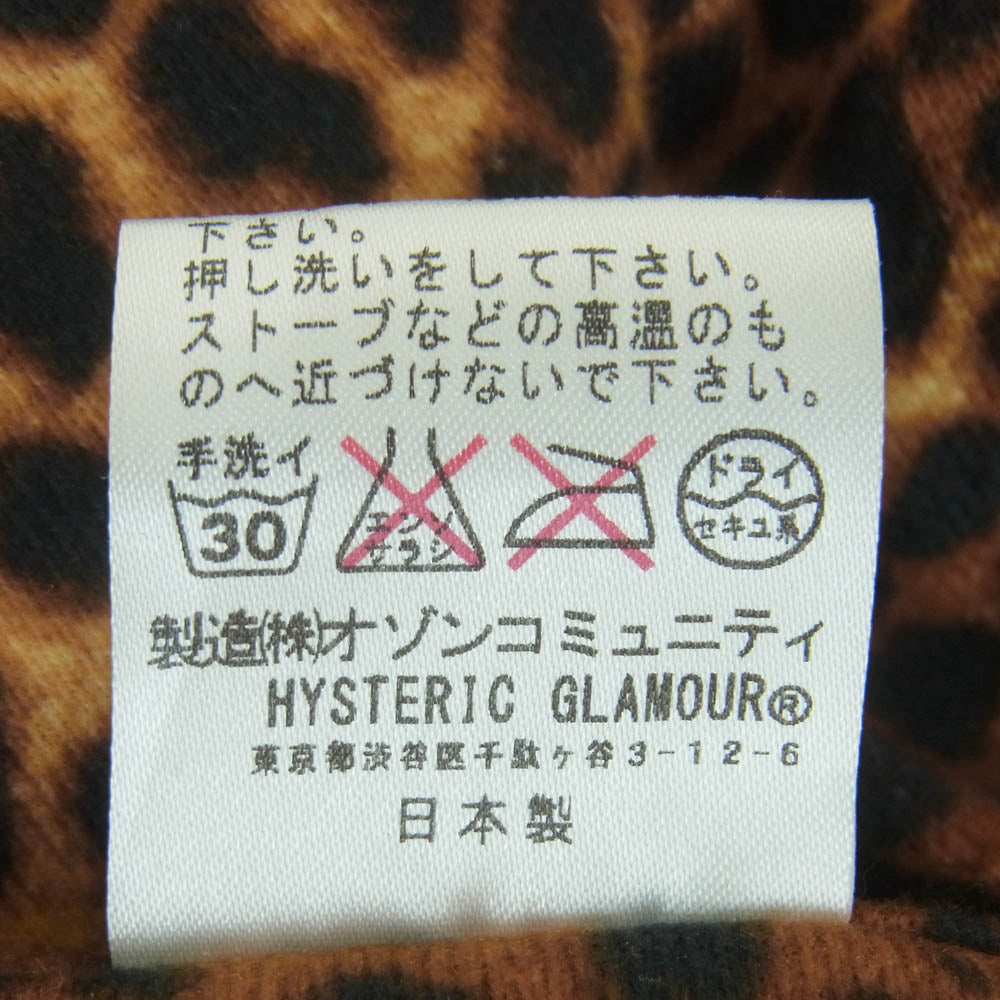 下さい。
押し洗いをして下さい。
ストーブなどの高温のも
のへ近づけないで下さい。
手洗イ
30
エンソ
サラシ
ドライ
セキユ系
製造(株)オゾンコミュニティ
HYSTERIC GLAMOUR®
東京都渋谷区千駄ヶ谷3-12-6
日本製